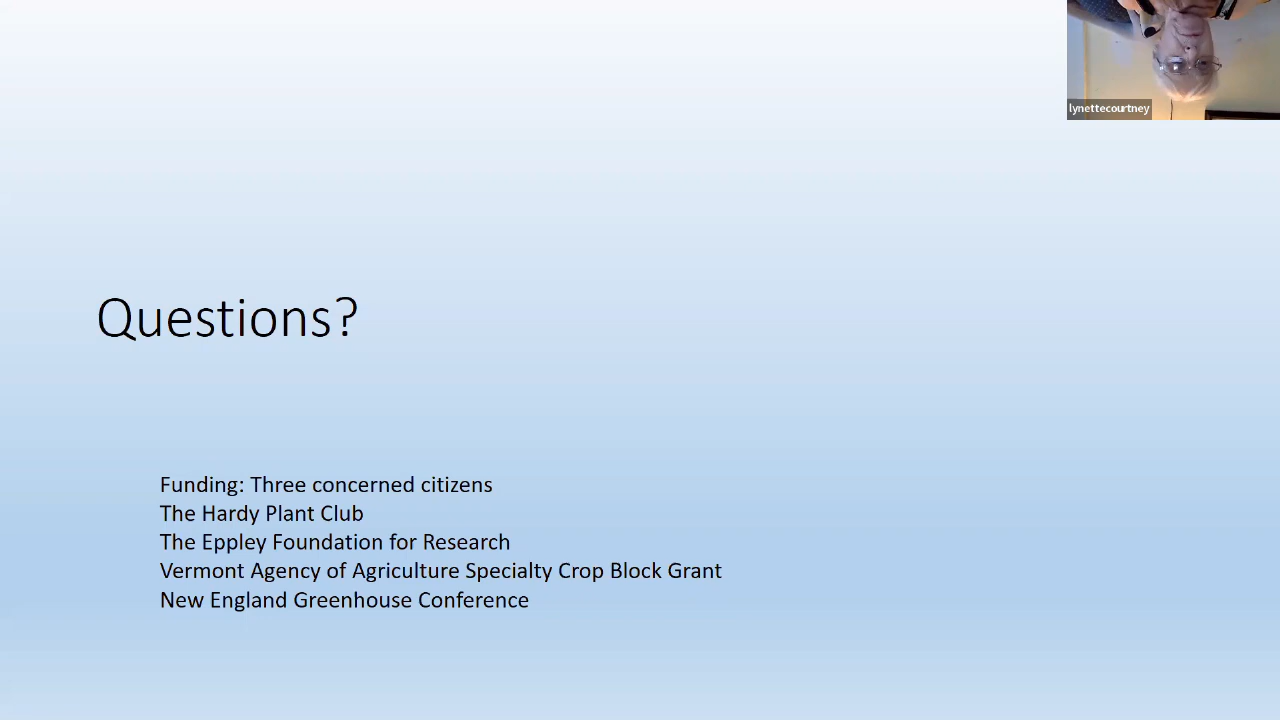 lynettecourtney
Questions?
Funding: Three concerned citizens
The Hardy Plant Club
The Eppley Foundation for Research
Vermont Agency of Agriculture Specialty Crop Block Grant
New England Greenhouse Conference